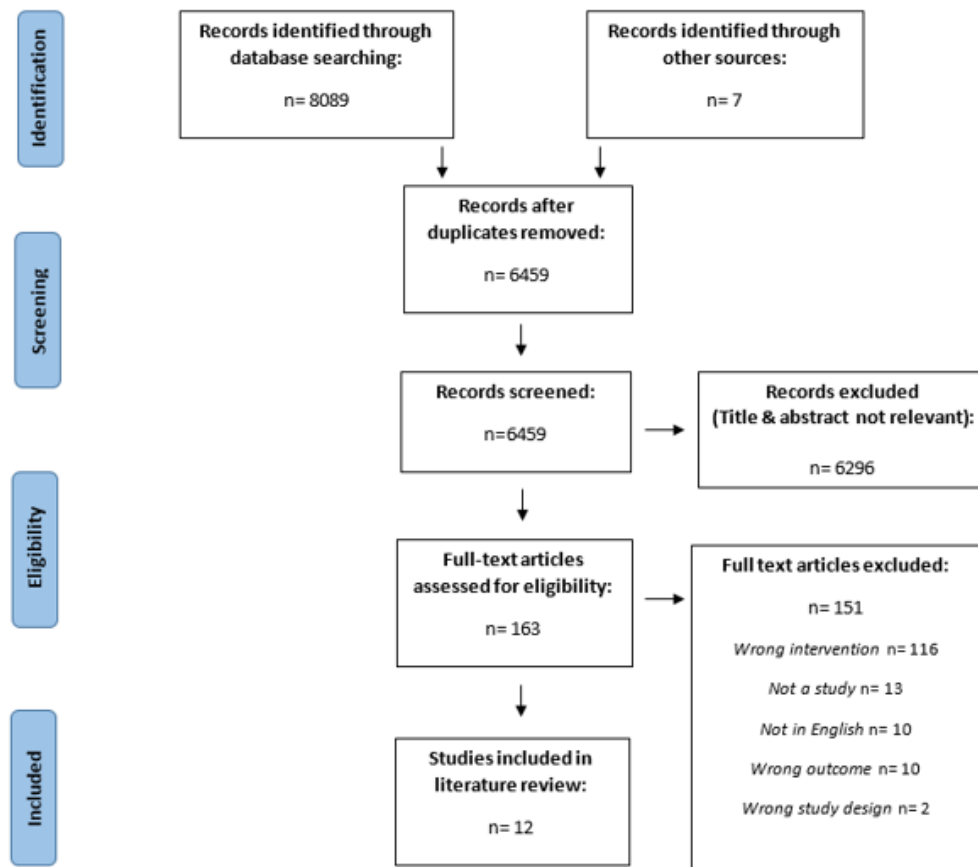 Identification
Records identified through
database searching:
n= 8089
Records identified through
other sources:
n= 7
Screening
Records after
duplicates removed:
n= 6459
Records screened:
n=6459
Records excluded
(Title & abstract not relevant):
n= 6296
Eligibility
Full-text articles
assessed for eligibility:
n= 163
Full text articles excluded:
n= 151
Wrong intervention n= 116
Not a study n= 13
Not in English n= 10
Wrong outcome n= 10
Wrong study design n= 2
Included
Studies included in
literature review:
n= 12